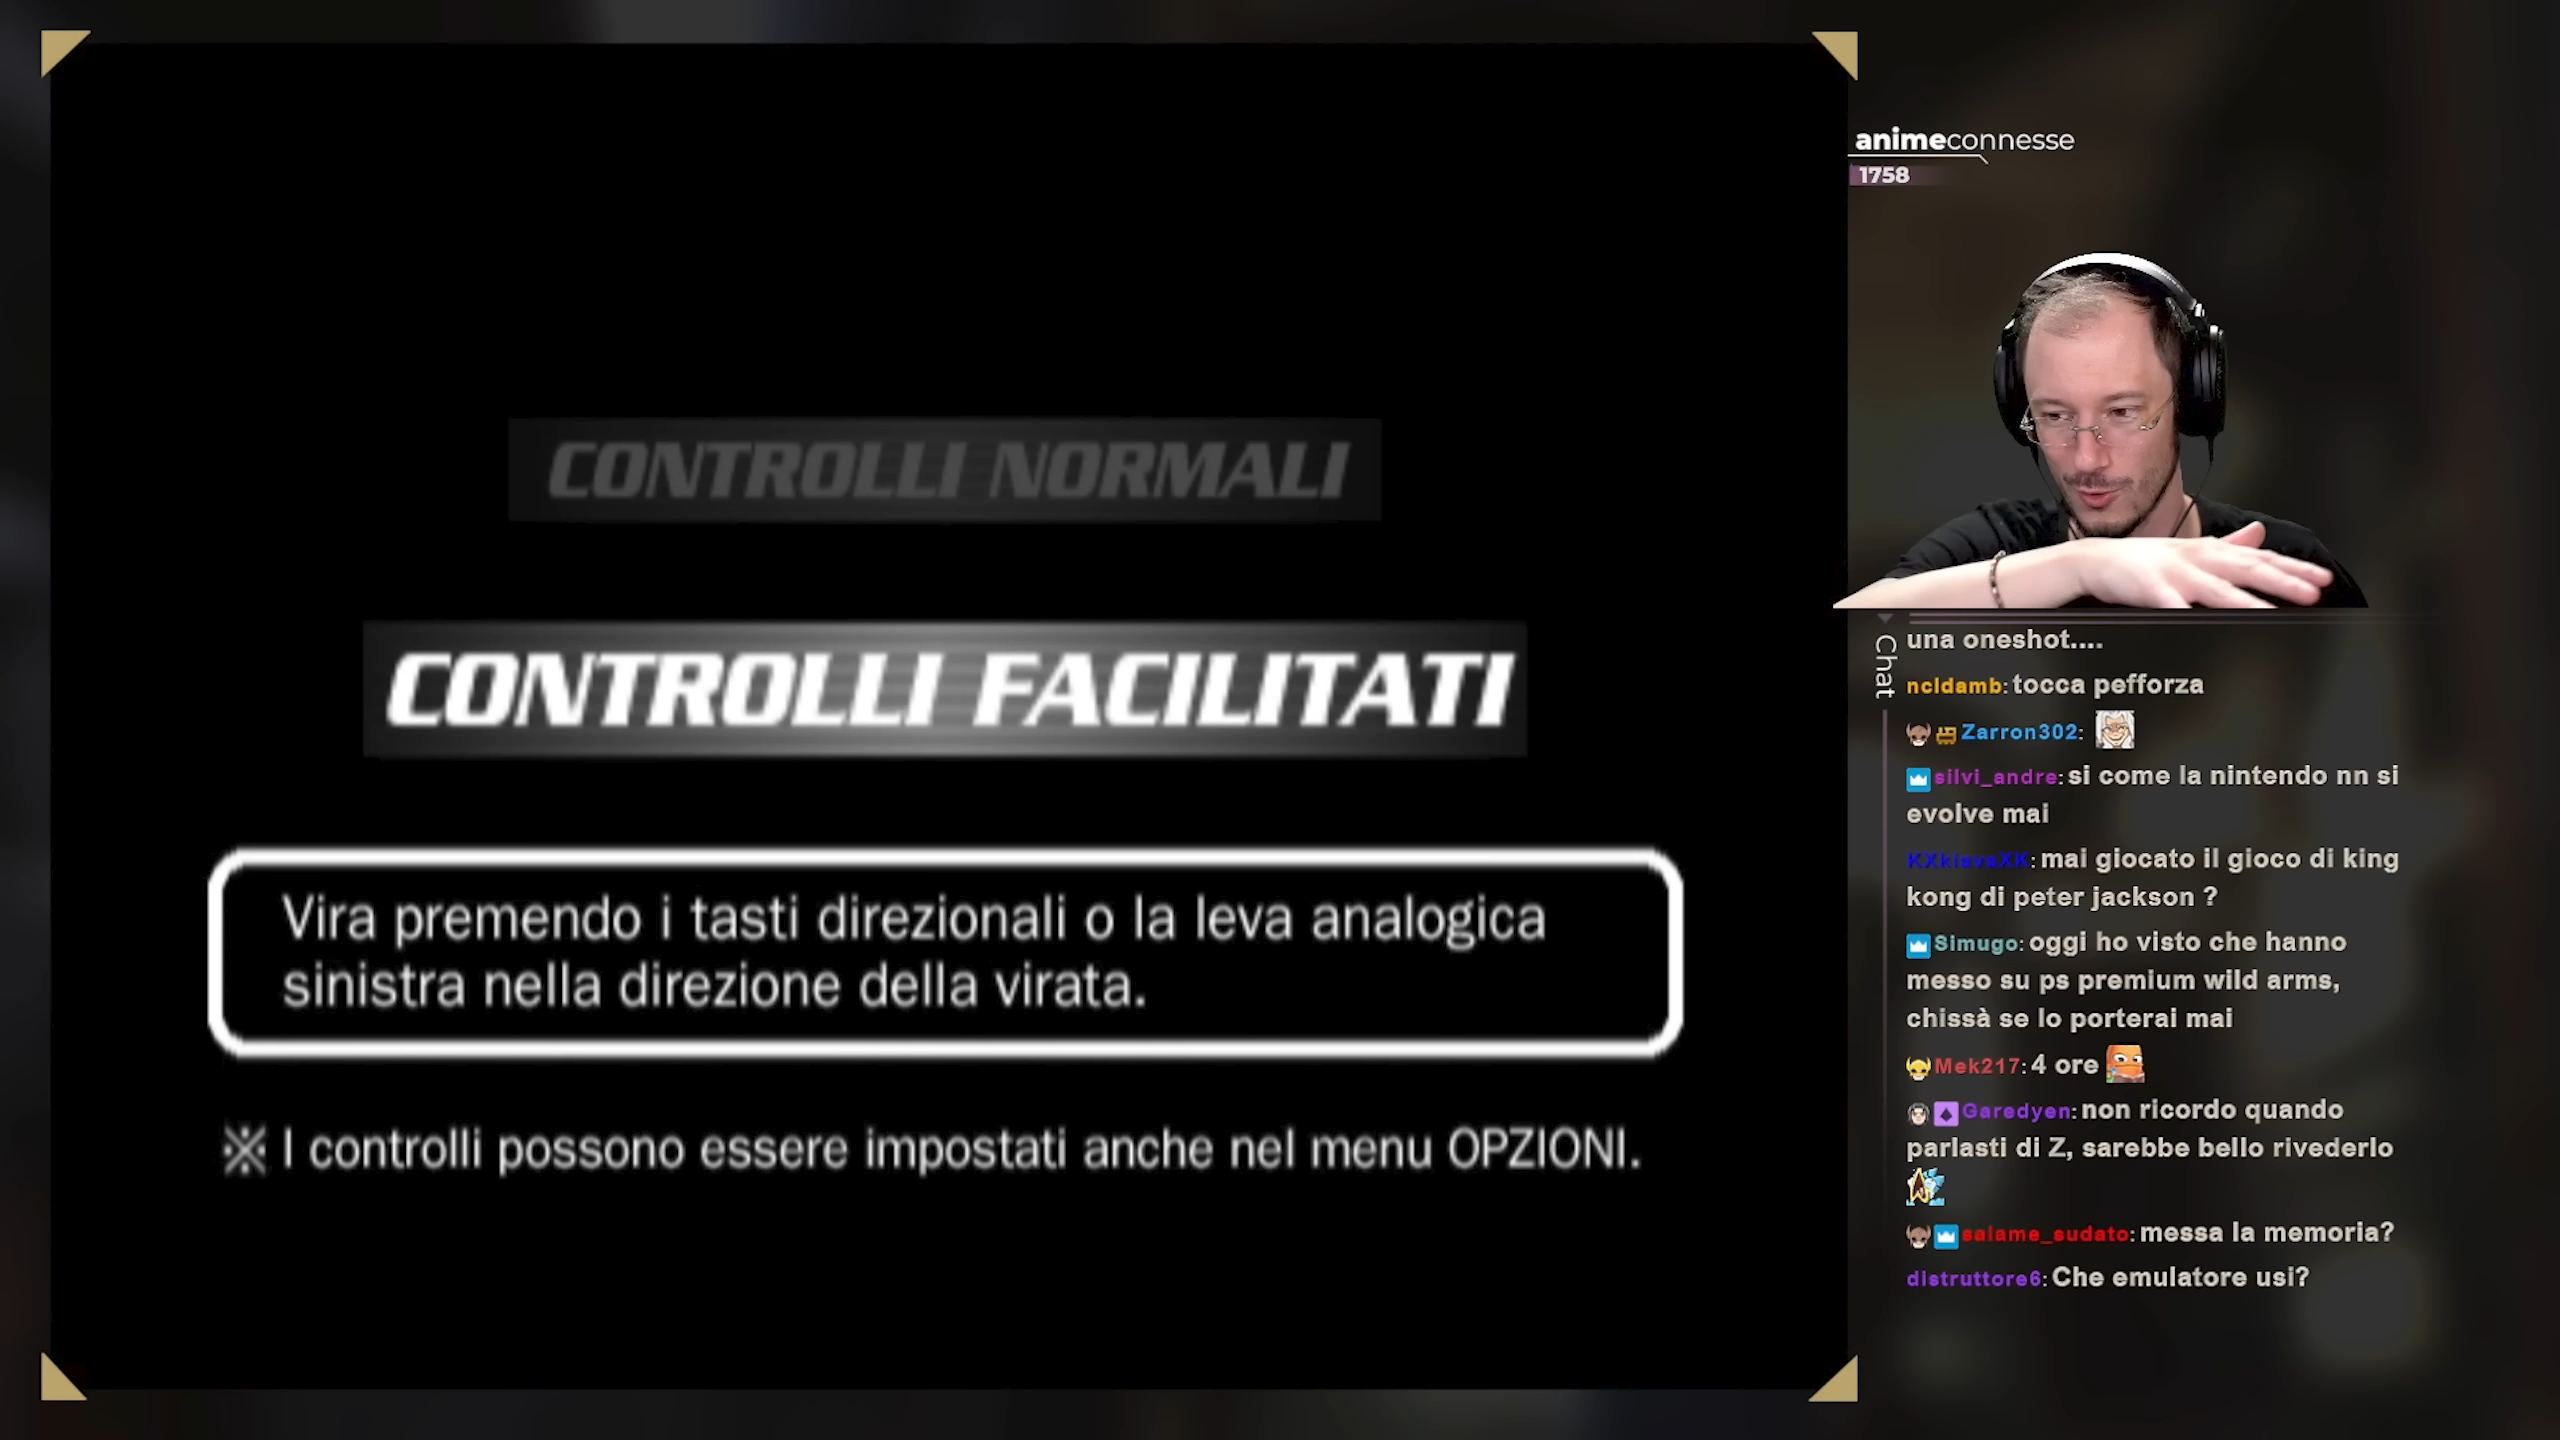 CONTROLLI NORMALI
CONTROLLI FACILITATI
Vira premendo i tasti direzionali o la leva analogica
sinistra nella direzione della virata.
※ I controlli possono essere impostati anche nel menu OPZIONI.
animeconnesse
1758
Chat
una oneshot....
ncldamb: tocca pefforza
Zarron302:
silvi_andre: si come la nintendo nn si
evolve mai
KXkievaXK: mai giocato il gioco di king
kong di peter jackson ?
Simugo: oggi ho visto che hanno
messo su ps premium wild arms,
chissà se lo porterai mai
Mek217: 4 ore
Garedyen: non ricordo quando
parlasti di Z, sarebbe bello rivederlo
salame_sudato: messa la memoria?
distruttore6: Che emulatore usi?